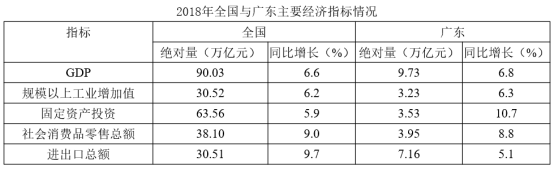 2018年全国与广东主要经济指标情况
指标 全国 广东
绝对量（万亿元） 同比增长（%） 绝对量（万亿元） 同比增长（%）
GDP 90.03 6.6 9.73 6.8
规模以上工业增加值 30.52 6.2 3.23 6.3
固定资产投资 63.56 5.9 3.53 10.7
社会消费品零售总额 38.10 9.0 3.95 8.8
进出口总额 30.51 9.7 7.16 5.1